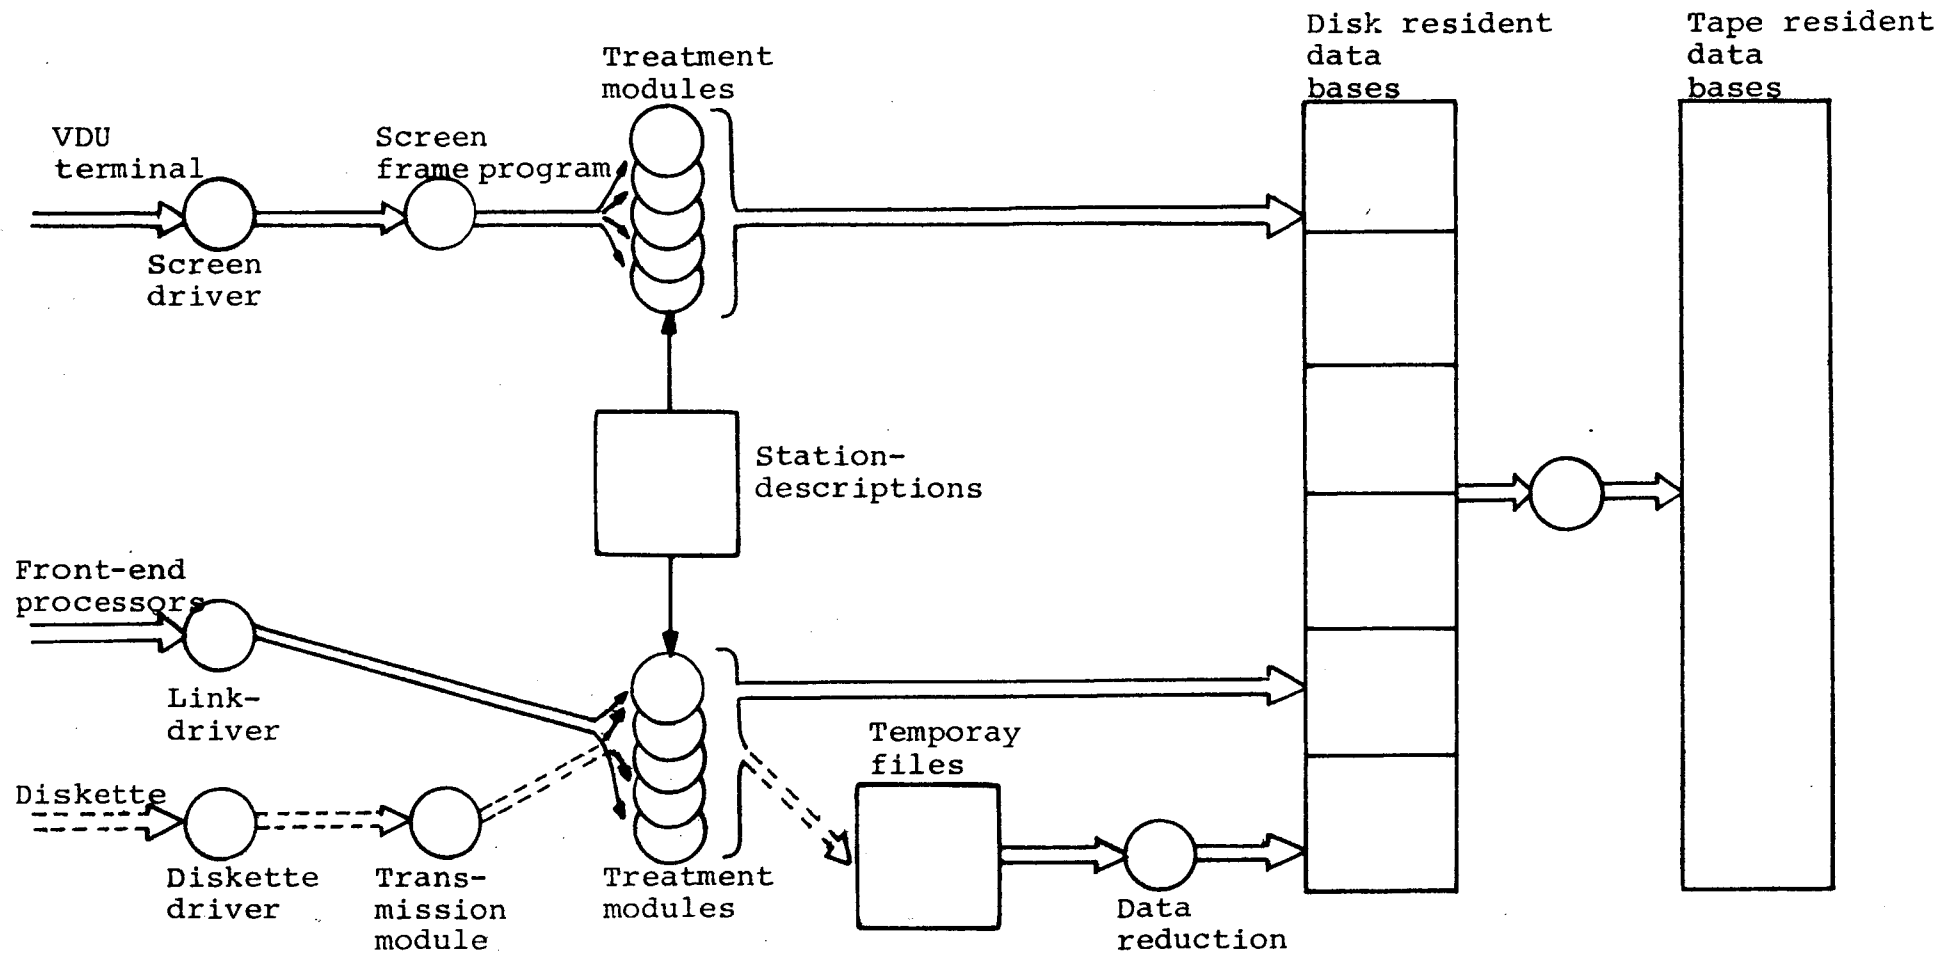 Disk resident
data
bases
Tape resident
data
bases
Treatment
modules
VDU
terminal
Screen
frame program
Screen
driver
Station-
descriptions
Front-end
processors
Link-
driver
Temporay
files
Diskette
Diskette
driver
Trans-
mission
module
Treatment
modules
Data
reduction